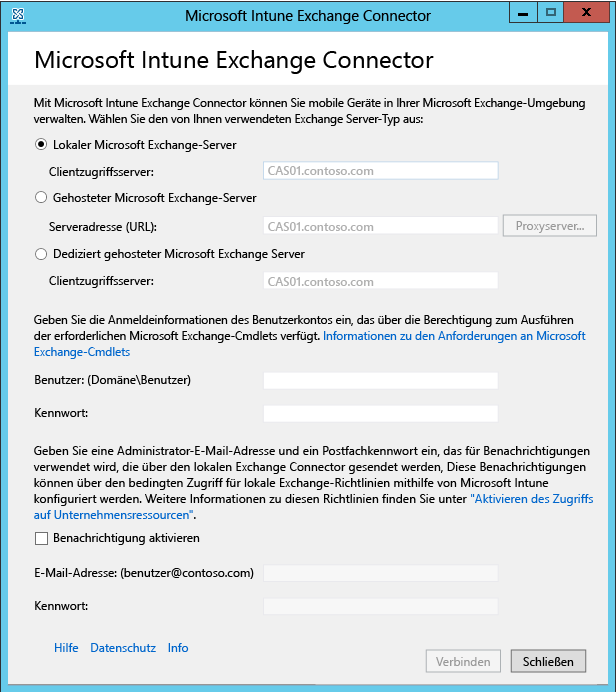 Microsoft Intune Exchange Connector
Microsoft Intune Exchange Connector
Mit Microsoft Intune Exchange Connector können Sie mobile Geräte in Ihrer Microsoft Exchange-Umgebung
verwalten. Wählen Sie den von Ihnen verwendeten Exchange Server-Typ aus:
Lokaler Microsoft Exchange-Server
Clientzugriffsserver: CAS01.contoso.com
Gehosteter Microsoft Exchange-Server
Serveradresse (URL): CAS01.contoso.com Proxyserver...
Dediziert gehosteter Microsoft Exchange Server
Clientzugriffsserver: CAS01.contoso.com
Geben Sie die Anmeldeinformationen des Benutzerkontos ein, das über die Berechtigung zum Ausführen
der erforderlichen Microsoft Exchange-Cmdlets verfügt. Informationen zu den Anforderungen an Microsoft
Exchange-Cmdlets
Benutzer: (Domäne\Benutzer)
Kennwort:
Geben Sie eine Administrator-E-Mail-Adresse und ein Postfachkennwort ein, das für Benachrichtigungen
verwendet wird, die über den lokalen Exchange Connector gesendet werden, Diese Benachrichtigungen
können über den bedingten Zugriff für lokale Exchange-Richtlinien mithilfe von Microsoft Intune
konfiguriert werden. Weitere Informationen zu diesen Richtlinien finden Sie unter "Aktivieren des Zugriffs
auf Unternehmensressourcen".
Benachrichtigung aktivieren
E-Mail-Adresse: (benutzer@contoso.com)
Kennwort:
Hilfe Datenschutz Info
Verbinden Schließen